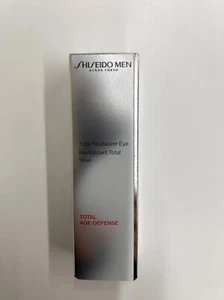 SHISEIDO MEN
GINZA TOKYO
Total Revitalizer Eye
Revitalisant Total
Yeux
TOTAL
AGE-DEFENSE